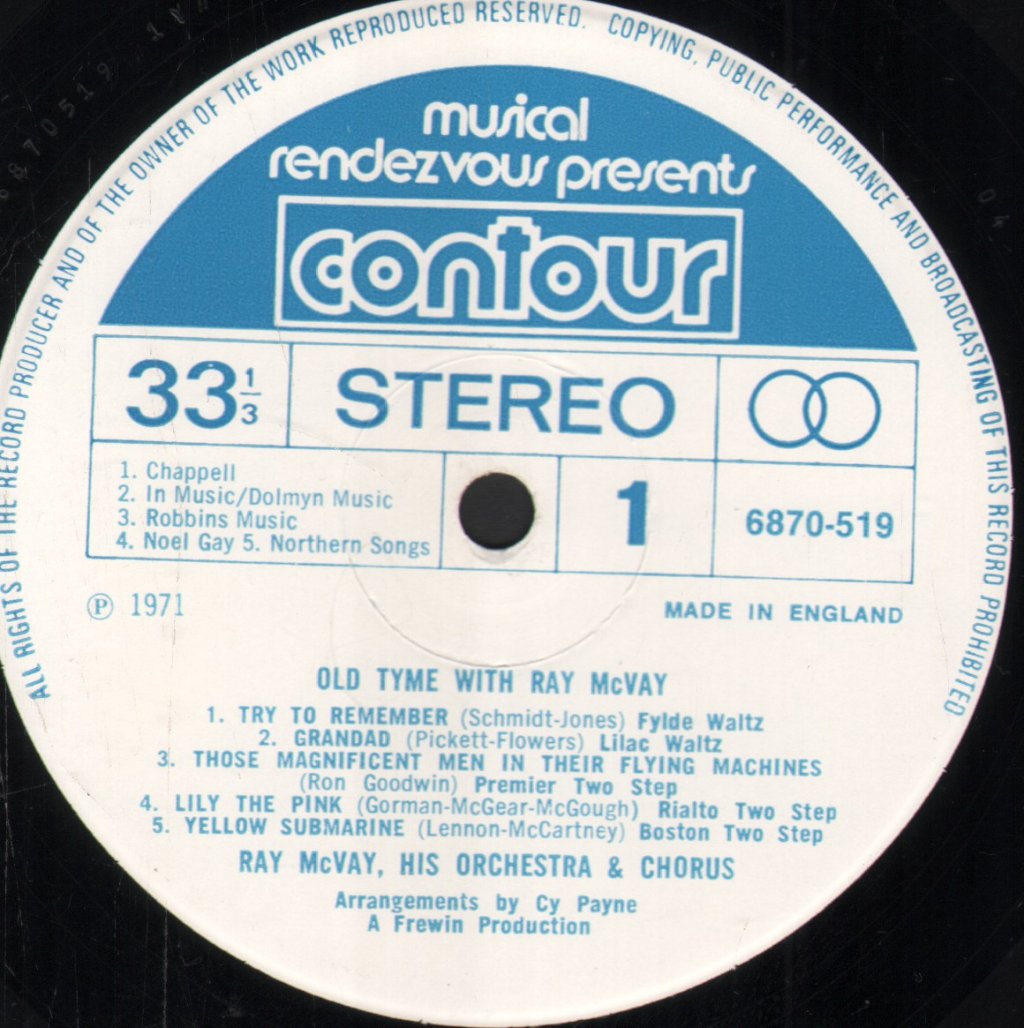 ALL RIGHTS OF THE RECORD PRODUCER AND OF THE OWNER OF THE WORK REPRODUCED RESERVED. COPYING, PUBLIC PERFORMANCE AND BROADCASTING OF THIS RECORD PROHIBITED
musical
rendezvous presents
contour
33 1/3 STEREO
1. Chappell
2. In Music/Dolmyn Music
3. Robbins Music
4. Noel Gay 5. Northern Songs
1
6870-519
Ⓟ 1971
MADE IN ENGLAND
OLD TYME WITH RAY McVAY
1. TRY TO REMEMBER (Schmidt-Jones) Fylde Waltz
2. GRANDAD (Pickett-Flowers) Lilac Waltz
3. THOSE MAGNIFICENT MEN IN THEIR FLYING MACHINES
(Ron Goodwin) Premier Two Step
4. LILY THE PINK (Gorman-McGear-McGough) Rialto Two Step
5. YELLOW SUBMARINE (Lennon-McCartney) Boston Two Step
RAY McVAY, HIS ORCHESTRA & CHORUS
Arrangements by Cy Payne
A Frewin Production